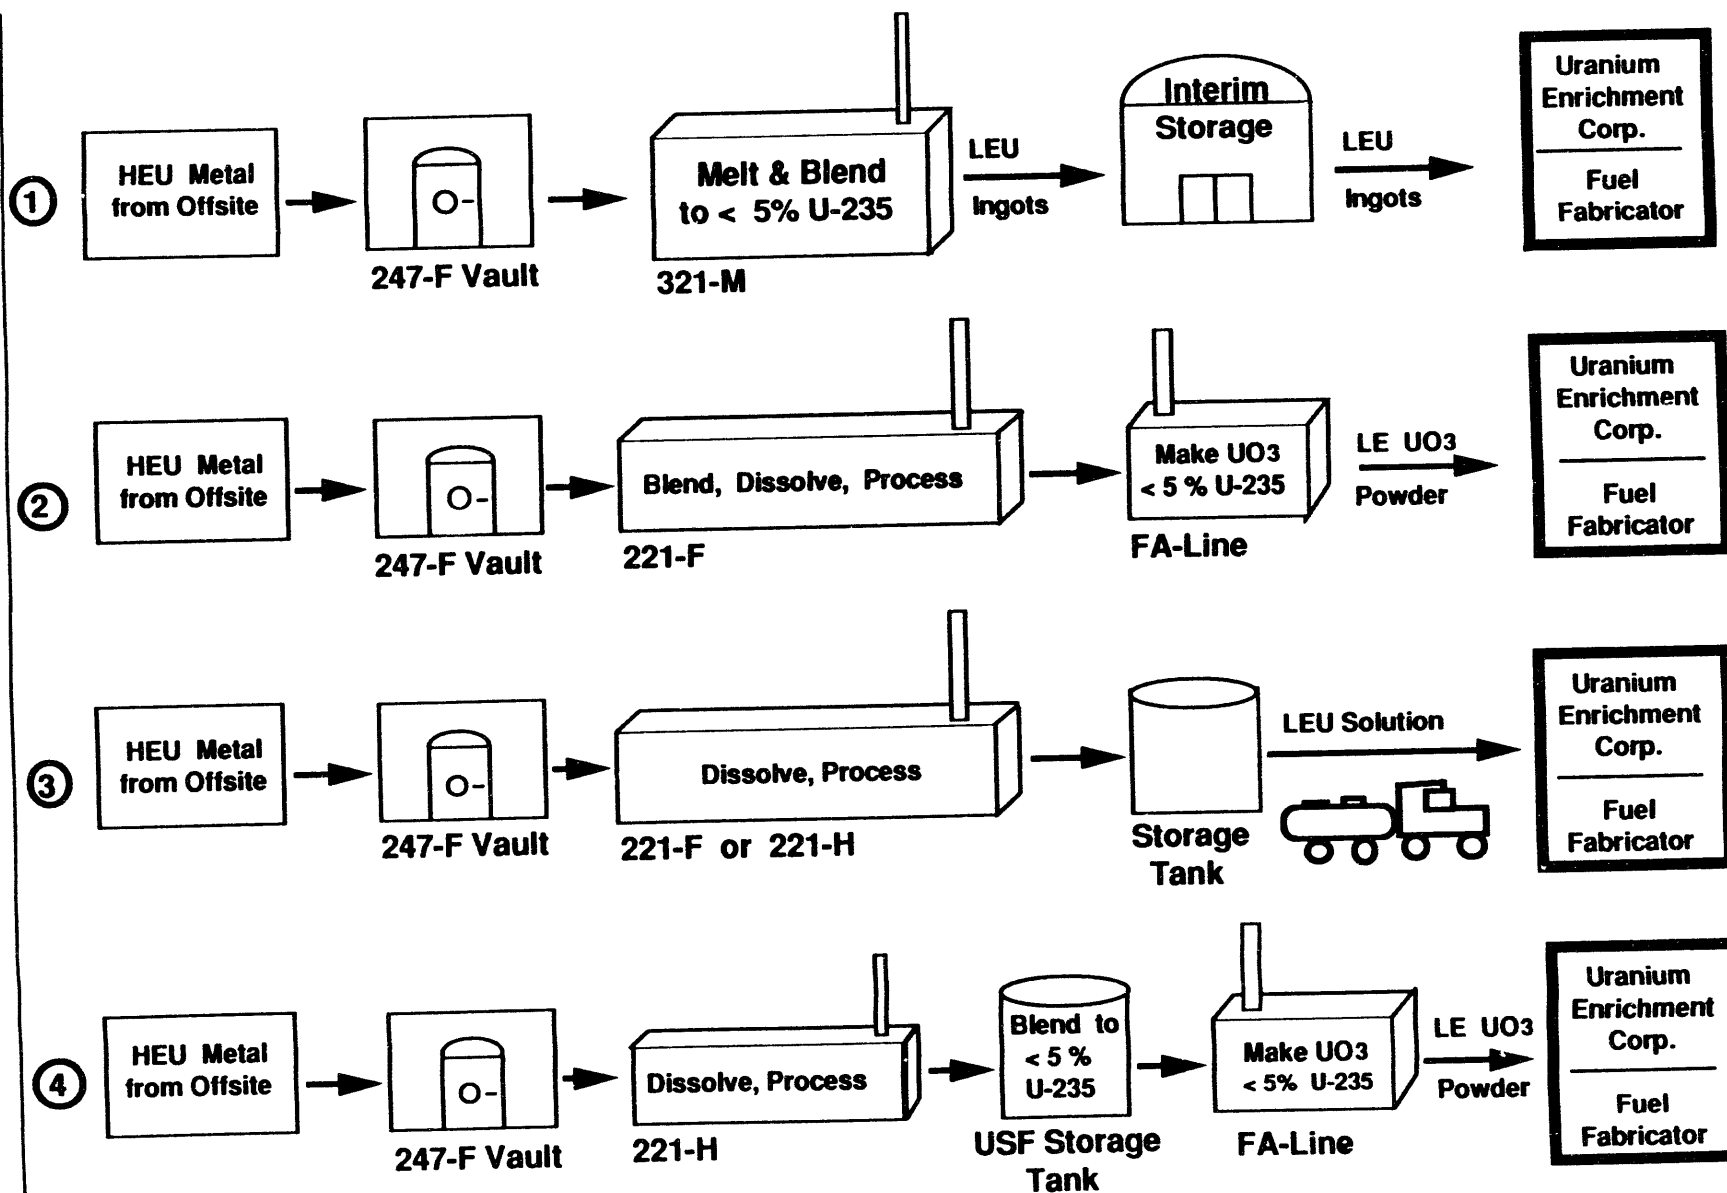 1
HEU Metal
from Offsite
247-F Vault
Melt & Blend
to < 5% U-235
321-M
LEU
Ingots
Interim
Storage
LEU
Ingots
Uranium
Enrichment
Corp.
Fuel
Fabricator
2
HEU Metal
from Offsite
247-F Vault
Blend, Dissolve, Process
221-F
Make UO3
< 5 % U-235
FA-Line
LE UO3
Powder
Uranium
Enrichment
Corp.
Fuel
Fabricator
3
HEU Metal
from Offsite
247-F Vault
Dissolve, Process
221-F or 221-H
Storage
Tank
LEU Solution
Uranium
Enrichment
Corp.
Fuel
Fabricator
4
HEU Metal
from Offsite
247-F Vault
Dissolve, Process
221-H
Blend to
< 5 %
U-235
USF Storage
Tank
Make UO3
< 5% U-235
FA-Line
LE UO3
Powder
Uranium
Enrichment
Corp.
Fuel
Fabricator